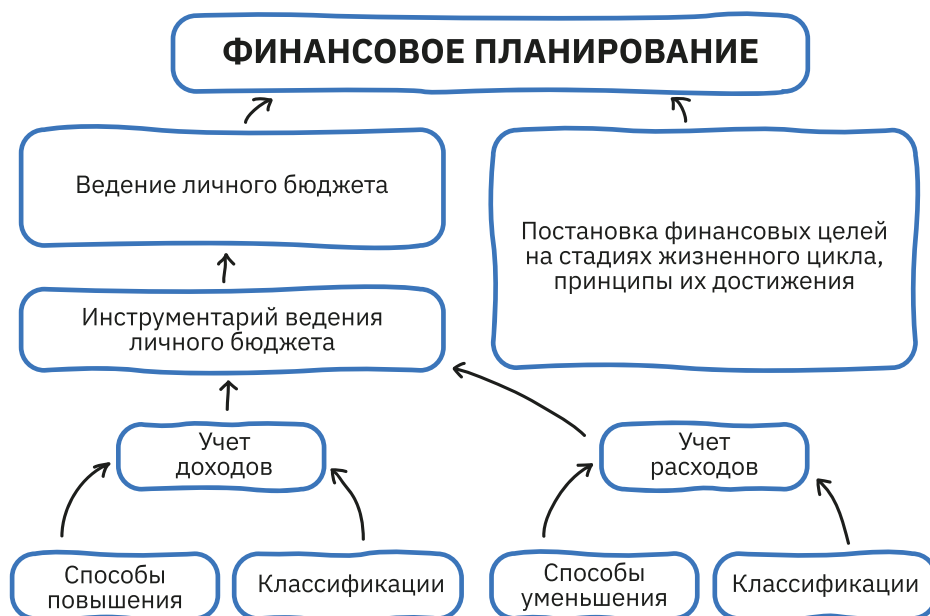 ФИНАНСОВОЕ ПЛАНИРОВАНИЕ
Ведение личного бюджета
Постановка финансовых целей
на стадиях жизненного цикла,
принципы их достижения
Инструментарий ведения
личного бюджета
Учет
доходов
Учет
расходов
Способы
повышения
Классификации
Способы
уменьшения
Классификации